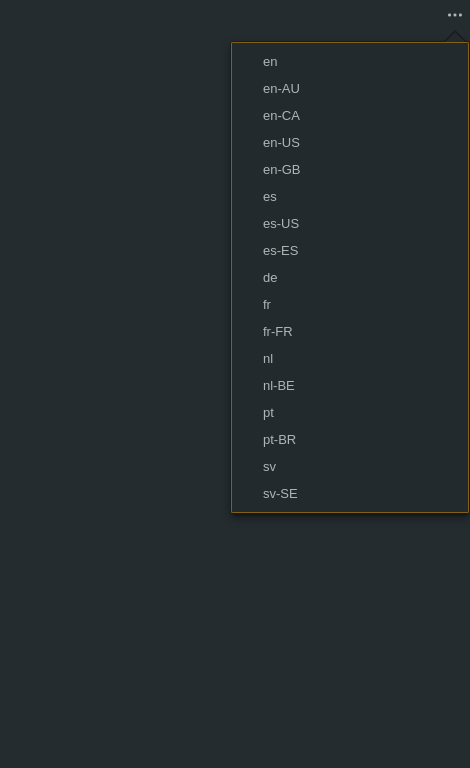 en
en-AU
en-CA
en-US
en-GB
es
es-US
es-ES
de
fr
fr-FR
nl
nl-BE
pt
pt-BR
sv
sv-SE